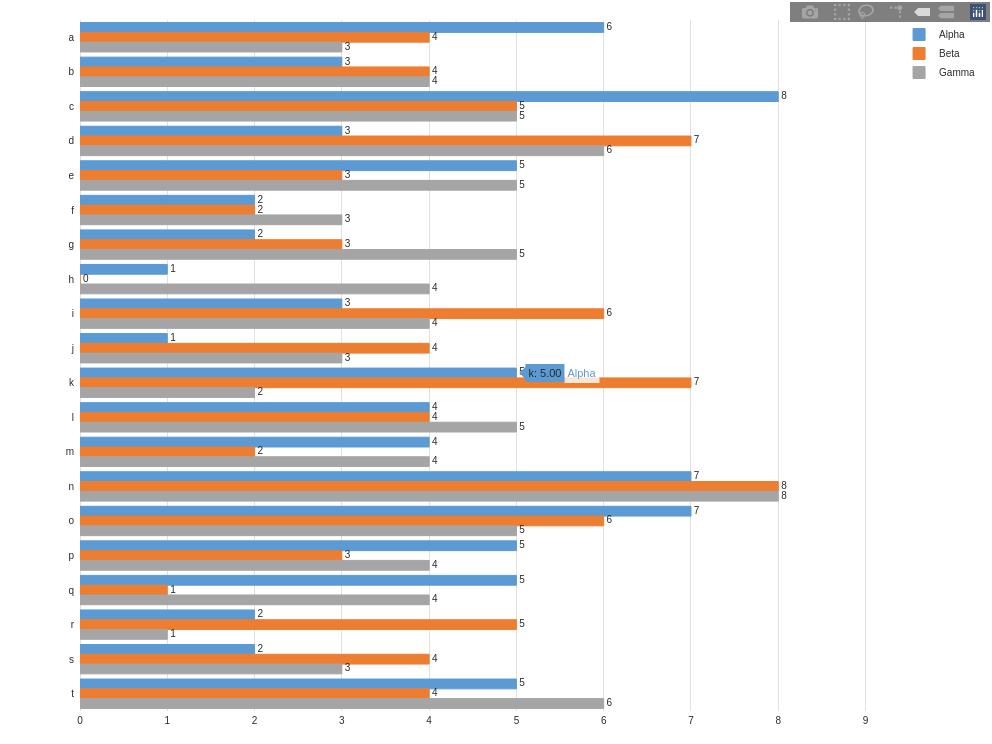 Alpha
Beta
Gamma
a 6 4 3
b 3 4 4
c 8 5 5
d 3 7 6
e 5 3 5
f 2 2 3
g 2 3 5
h 1 0 4
i 3 6 4
j 1 4 3
k 5 k: 5.00 Alpha 7 2
l 4 4 5
m 4 2 4
n 7 8 8
o 7 6 5
p 5 3 4
q 5 1 4
r 2 5 1
s 2 4 3
t 5 4 6
0 1 2 3 4 5 6 7 8 9